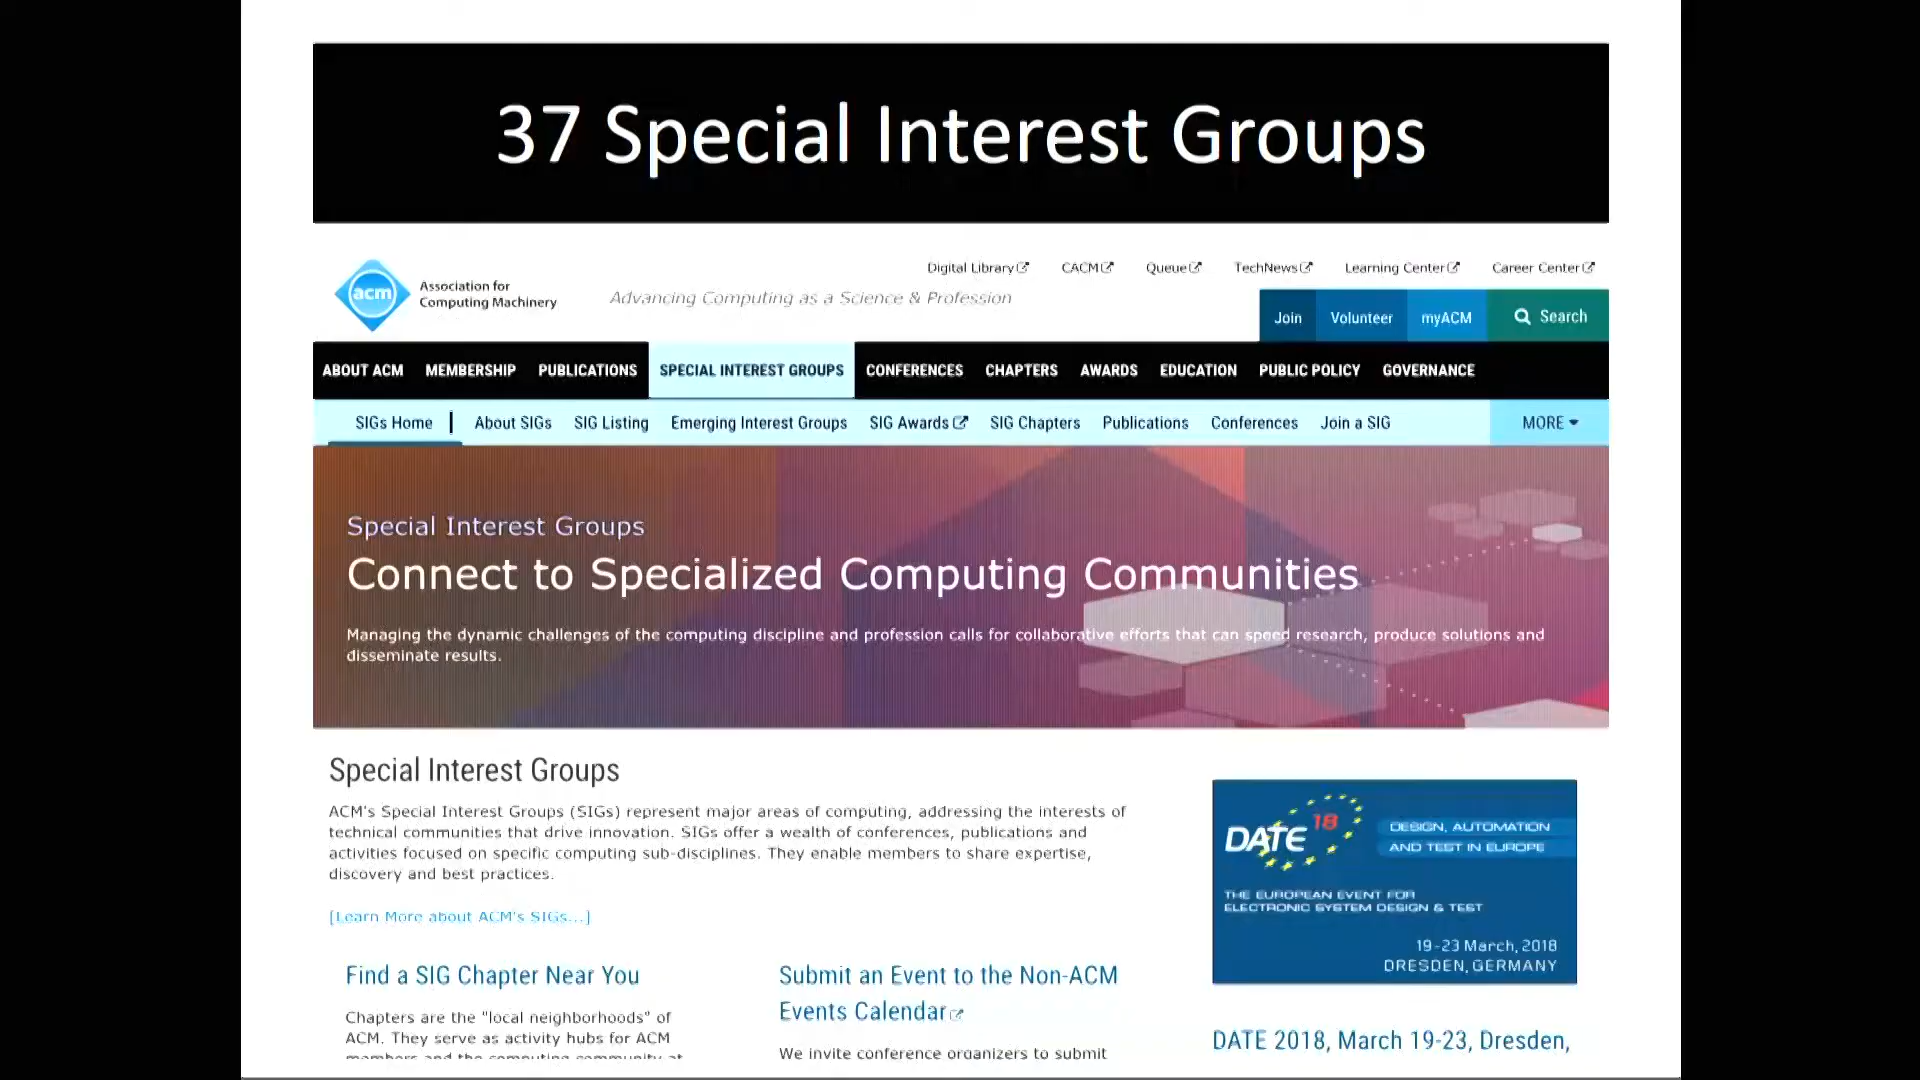 37 Special Interest Groups
Digital Library CACM Queue TechNews Learning Center Career Center
acm
Association for
Computing Machinery
Advancing Computing as a Science & Profession
Join Volunteer myACM Search
ABOUT ACM MEMBERSHIP PUBLICATIONS SPECIAL INTEREST GROUPS CONFERENCES CHAPTERS AWARDS EDUCATION PUBLIC POLICY GOVERNANCE
SIGs Home About SIGs SIG Listing Emerging Interest Groups SIG Awards SIG Chapters Publications Conferences Join a SIG MORE
Special Interest Groups
Connect to Specialized Computing Communities
Managing the dynamic challenges of the computing discipline and profession calls for collaborative efforts that can speed research, produce solutions and
disseminate results.
Special Interest Groups
ACM's Special Interest Groups (SIGs) represent major areas of computing, addressing the interests of
technical communities that drive innovation. SIGs offer a wealth of conferences, publications and
activities focused on specific computing sub-disciplines. They enable members to share expertise,
discovery and best practices.
[Learn More about ACM's SIGs...]
Find a SIG Chapter Near You
Chapters are the "local neighborhoods" of
ACM. They serve as activity hubs for ACM
members and the computing community at
Submit an Event to the Non-ACM
Events Calendar
We invite conference organizers to submit
DATE 18
DESIGN, AUTOMATION
AND TEST IN EUROPE
THE EUROPEAN EVENT FOR
ELECTRONIC SYSTEM DESIGN & TEST
19-23 March, 2018
DRESDEN, GERMANY
DATE 2018, March 19-23, Dresden,